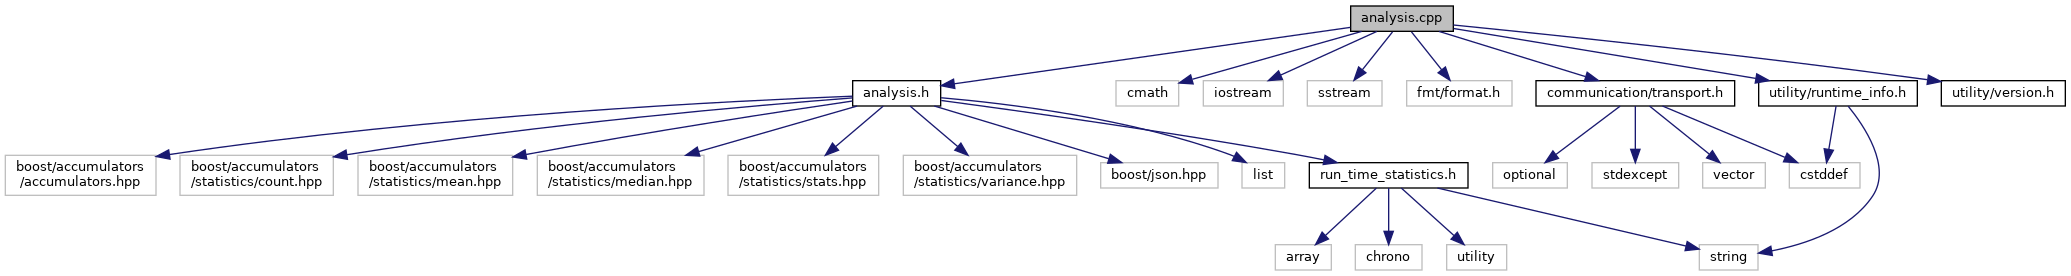 analysis.cpp
analysis.h
cmath
iostream
sstream
fmt/format.h
communication/transport.h
utility/runtime_info.h
utility/version.h
boost/accumulators
/accumulators.hpp
boost/accumulators
/statistics/count.hpp
boost/accumulators
/statistics/mean.hpp
boost/accumulators
/statistics/median.hpp
boost/accumulators
/statistics/stats.hpp
boost/accumulators
/statistics/variance.hpp
boost/json.hpp
list
run_time_statistics.h
optional
stdexcept
vector
cstddef
array
chrono
utility
string